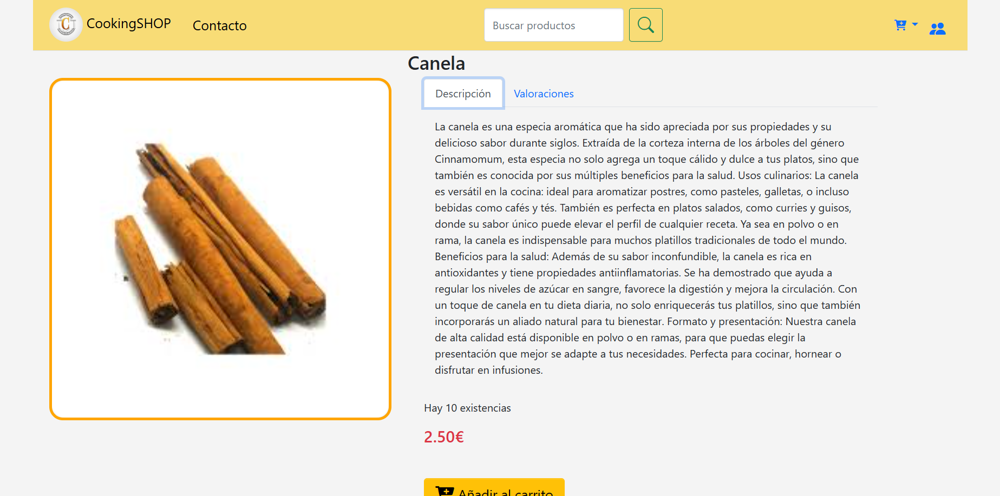 CookingSHOP
Contacto
Buscar productos
Canela
Descripción
Valoraciones
La canela es una especia aromática que ha sido apreciada por sus propiedades y su
delicioso sabor durante siglos. Extraída de la corteza interna de los árboles del género
Cinnamomum, esta especia no solo agrega un toque cálido y dulce a tus platos, sino que
también es conocida por sus múltiples beneficios para la salud. Usos culinarios: La canela
es versátil en la cocina: ideal para aromatizar postres, como pasteles, galletas, o incluso
bebidas como cafés y tés. También es perfecta en platos salados, como curries y guisos,
donde su sabor único puede elevar el perfil de cualquier receta. Ya sea en polvo o en
rama, la canela es indispensable para muchos platillos tradicionales de todo el mundo.
Beneficios para la salud: Además de su sabor inconfundible, la canela es rica en
antioxidantes y tiene propiedades antiinflamatorias. Se ha demostrado que ayuda a
regular los niveles de azúcar en sangre, favorece la digestión y mejora la circulación. Con
un toque de canela en tu dieta diaria, no solo enriquecerás tus platillos, sino que también
incorporarás un aliado natural para tu bienestar. Formato y presentación: Nuestra canela
de alta calidad está disponible en polvo o en ramas, para que puedas elegir la
presentación que mejor se adapte a tus necesidades. Perfecta para cocinar, hornear o
disfrutar en infusiones.
Hay 10 existencias
2.50€
Añadir al carrito